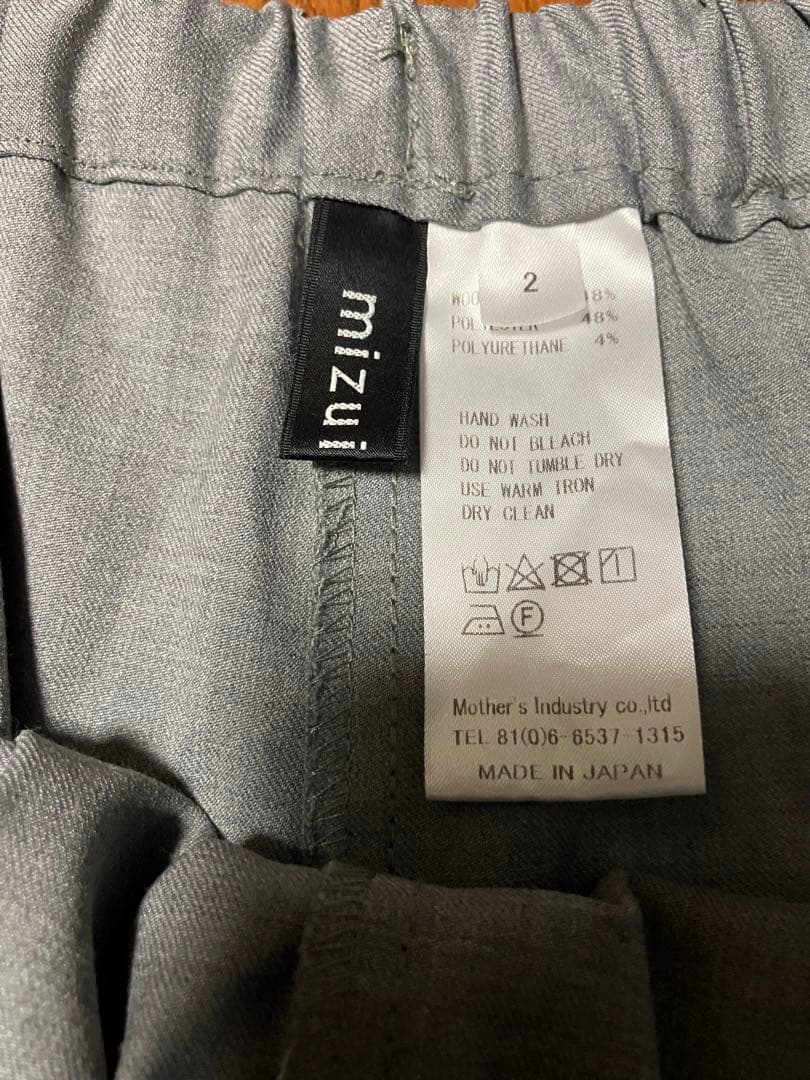 mizui
2
POLYURETHANE 4%
48%
HAND WASH
DO NOT BLEACH
DO NOT TUMBLE DRY
USE WARM IRON
DRY CLEAN
F
Mother's Industry co.,ltd
TEL 81(0)6-6537-1315
MADE IN JAPAN